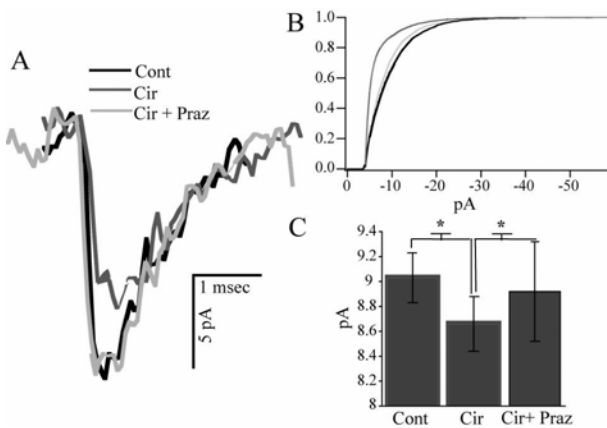 A
Cont
Cir
Cir + Praz
1 msec
5 pA
B
1.0
0.8
0.6
0.4
0.2
0.0
0 -10 -20 -30 -40 -50
pA
C
* *
9.4
9.2
9
8.8
8.6
8.4
8.2
8
pA
Cont Cir Cir+ Praz